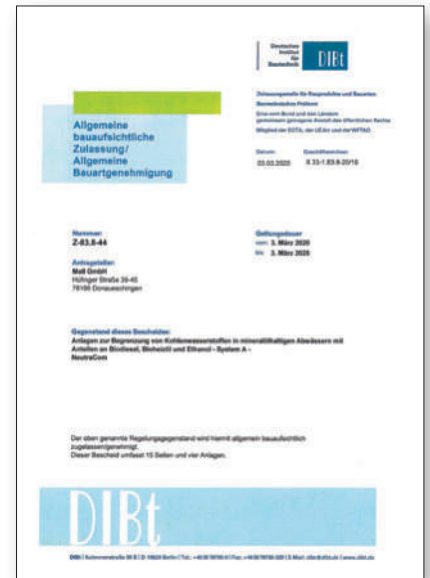 Deutsches
Institut
für
Bautechnik
DIBt
Zulassungsstelle für Bauprodukte und Bauarten
Bautechnisches Prüfamt
Eine vom Bund und den Ländern
gemeinsam getragene Anstalt des öffentlichen Rechts
Mitglied der EOTA, der UEAtc und der WFTAO
Allgemeine
bauaufsichtliche
Zulassung/
Allgemeine
Bauartgenehmigung
Datum:
Geschäftszeichen:
03.03.2020
II 33-1.83.8-20/18
Nummer:
Z-83.8-44
Geltungsdauer
vom: 3. März 2020
bis: 3. März 2025
Antragsteller:
Mall GmbH
Hüfinger Straße 39-45
78166 Donaueschingen
Gegenstand dieses Bescheides:
Anlagen zur Begrenzung von Kohlenwasserstoffen in mineralölhaltigen Abwässern mit
Anteilen an Biodiesel, Bioheizöl und Ethanol - System A -
NeutraCom
Der oben genannte Regelungsgegenstand wird hiermit allgemein bauaufsichtlich
zugelassen/genehmigt.
Dieser Bescheid umfasst 15 Seiten und vier Anlagen.
DIBt